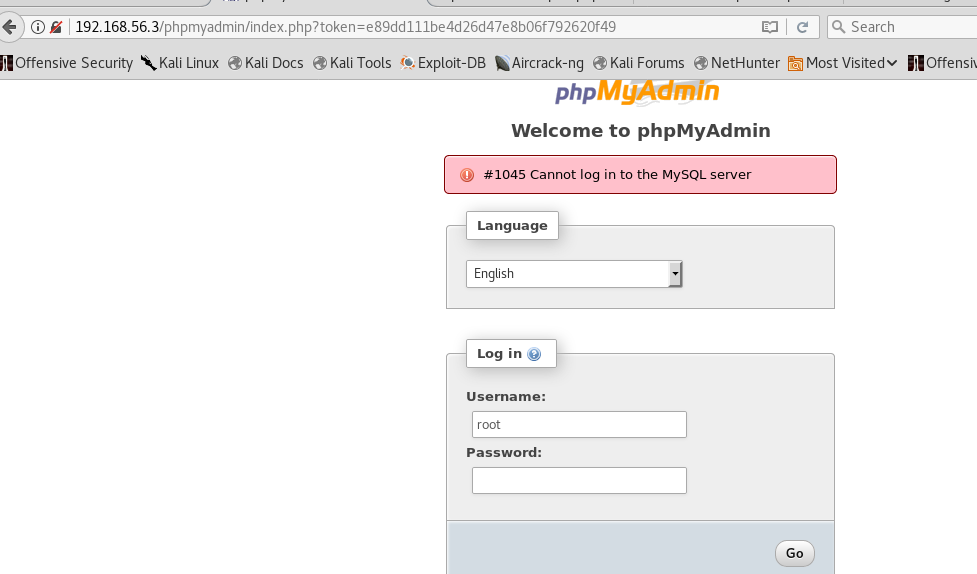 192.168.56.3/phpmyadmin/index.php?token=e89dd111be4d26d47e8b06f792620f49 Search
Offensive Security Kali Linux Kali Docs Kali Tools Exploit-DB Aircrack-ng Kali Forums NetHunter Most Visited Offensiv
phpMyAdmin
Welcome to phpMyAdmin
#1045 Cannot log in to the MySQL server
Language
English
Log in
Username:
root
Password:
Go